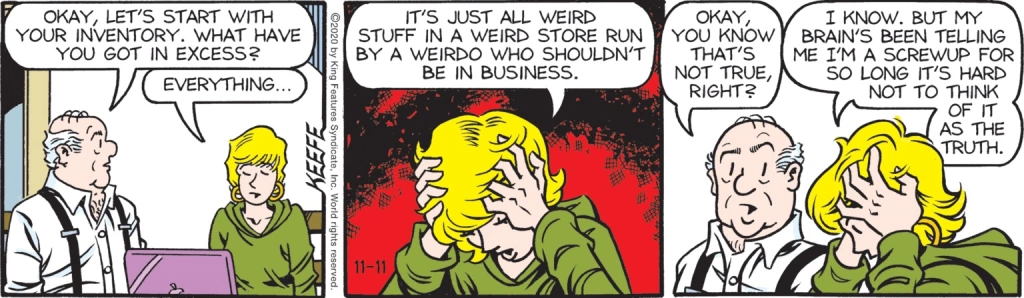 OKAY, LET'S START WITH
YOUR INVENTORY. WHAT HAVE
YOU GOT IN EXCESS?
EVERYTHING...
KEEFE
©2020 by King Features Syndicate, Inc. World rights reserved.
IT'S JUST ALL WEIRD
STUFF IN A WEIRD STORE RUN
BY A WEIRDO WHO SHOULDN'T
BE IN BUSINESS.
11-11
OKAY,
YOU KNOW
THAT'S
NOT TRUE,
RIGHT?
I KNOW. BUT MY
BRAIN'S BEEN TELLING
ME I'M A SCREWUP FOR
SO LONG IT'S HARD
NOT TO THINK
OF IT
AS THE
TRUTH.